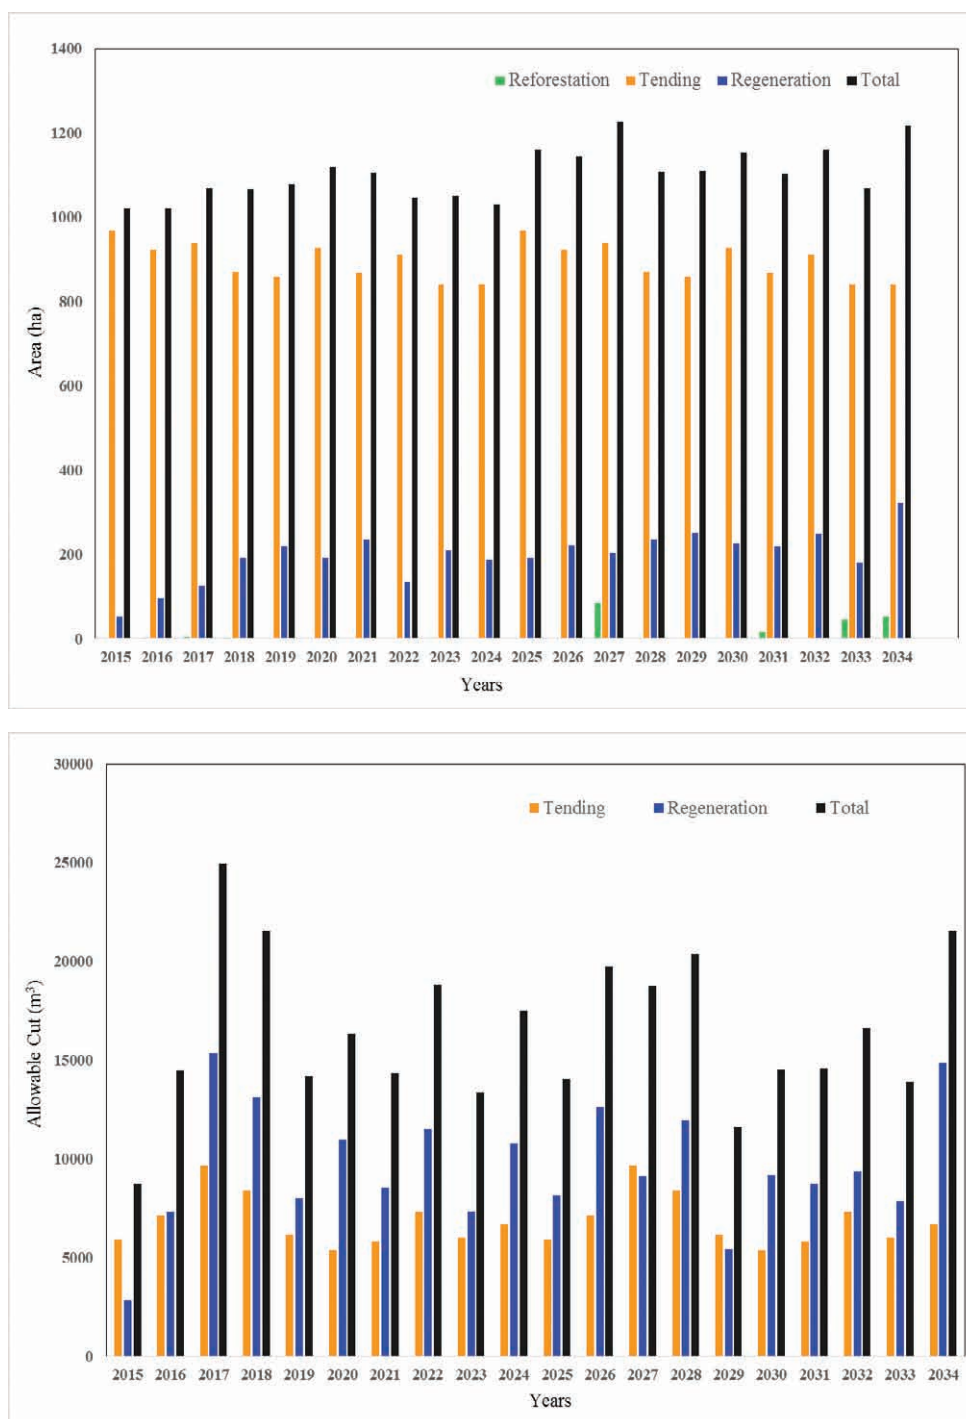 1400
Reforestation Tending Regeneration Total
1200
1000
800
600
400
200
0
Area (ha)
2015 2016 2017 2018 2019 2020 2021 2022 2023 2024 2025 2026 2027 2028 2029 2030 2031 2032 2033 2034
Years
30000
Tending Regeneration Total
25000
20000
15000
10000
5000
0
Allowable Cut (m³)
2015 2016 2017 2018 2019 2020 2021 2022 2023 2024 2025 2026 2027 2028 2029 2030 2031 2032 2033 2034
Years